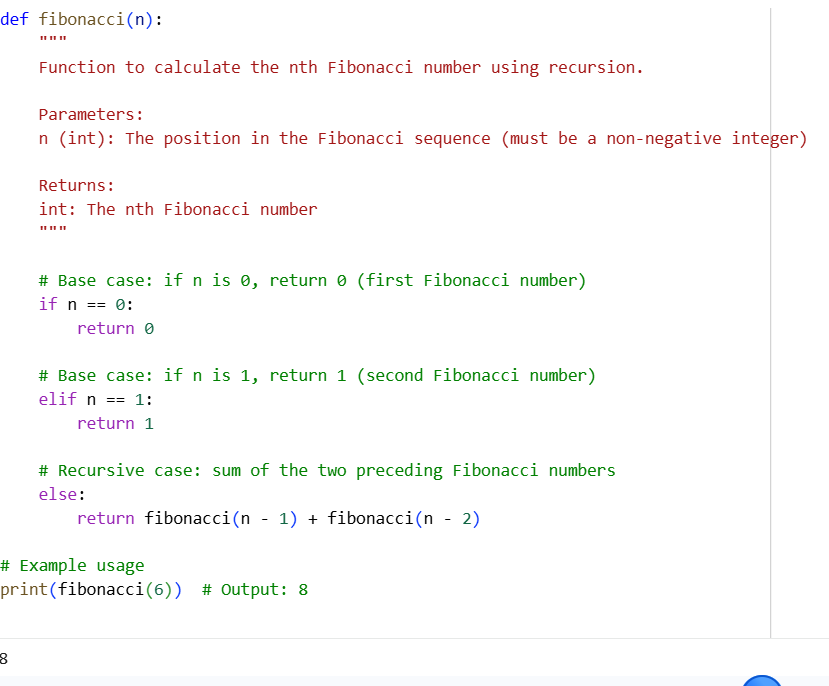 def fibonacci(n):
    """
    Function to calculate the nth Fibonacci number using recursion.

    Parameters:
    n (int): The position in the Fibonacci sequence (must be a non-negative integer)

    Returns:
    int: The nth Fibonacci number
    """

    # Base case: if n is 0, return 0 (first Fibonacci number)
    if n == 0:
        return 0

    # Base case: if n is 1, return 1 (second Fibonacci number)
    elif n == 1:
        return 1

    # Recursive case: sum of the two preceding Fibonacci numbers
    else:
        return fibonacci(n - 1) + fibonacci(n - 2)

# Example usage
print(fibonacci(6))  # Output: 8

8